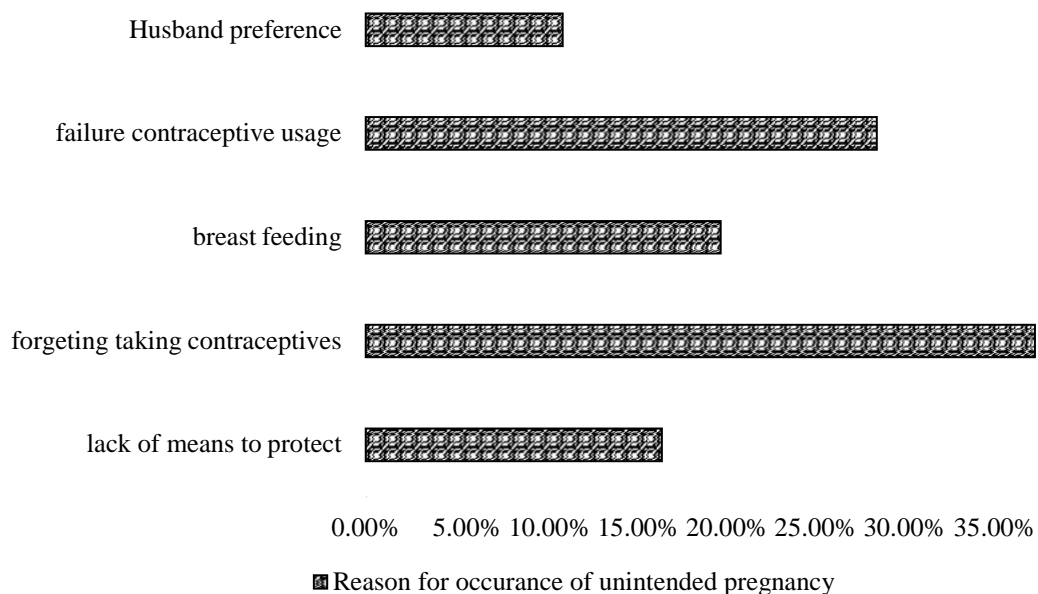 Husband preference
failure contraceptive usage
breast feeding
forgeting taking contraceptives
lack of means to protect
0.00% 5.00% 10.00% 15.00% 20.00% 25.00% 30.00% 35.00%
Reason for occurance of unintended pregnancy